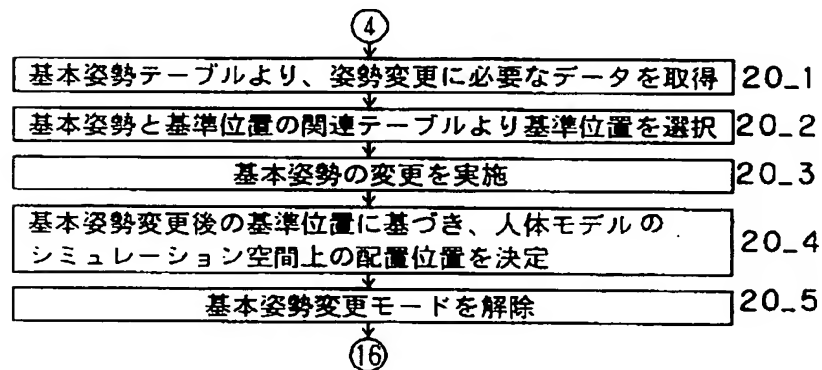 ④
基本姿勢テーブルより、姿勢変更に必要なデータを取得 20_1
基本姿勢と基準位置の関連テーブルより基準位置を選択 20_2
基本姿勢の変更を実施 20_3
基本姿勢変更後の基準位置に基づき、人体モデルの
シミュレーション空間上の配置位置を決定 20_4
基本姿勢変更モードを解除 20_5
⑯